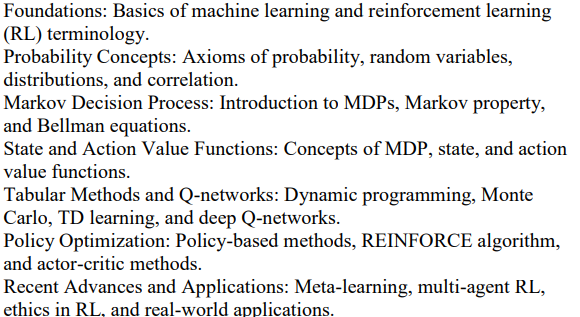 Foundations: Basics of machine learning and reinforcement learning
(RL) terminology.
Probability Concepts: Axioms of probability, random variables,
distributions, and correlation.
Markov Decision Process: Introduction to MDPs, Markov property,
and Bellman equations.
State and Action Value Functions: Concepts of MDP, state, and action
value functions.
Tabular Methods and Q-networks: Dynamic programming, Monte
Carlo, TD learning, and deep Q-networks.
Policy Optimization: Policy-based methods, REINFORCE algorithm,
and actor-critic methods.
Recent Advances and Applications: Meta-learning, multi-agent RL,
ethics in RL, and real-world applications.